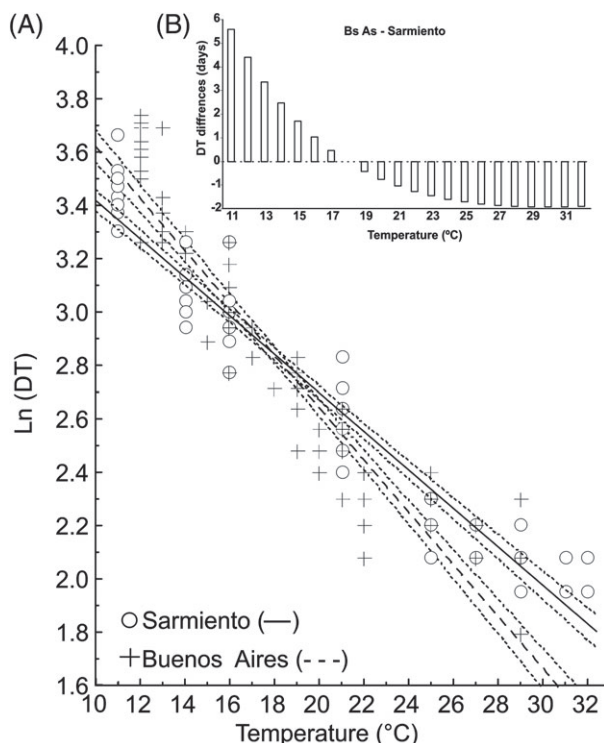 (A)
(B)
Bs As - Sarmiento
DT diffrences (days)
6
5
4
3
2
1
0
-1
-2
11 13 15 17 19 21 23 25 27 29 31
Temperature (ºC)
Ln (DT)
4.0
3.8
3.6
3.4
3.2
3.0
2.8
2.6
2.4
2.2
2.0
1.8
1.6
Sarmiento (—)
Buenos Aires (- - -)
10 12 14 16 18 20 22 24 26 28 30 32
Temperature (°C)